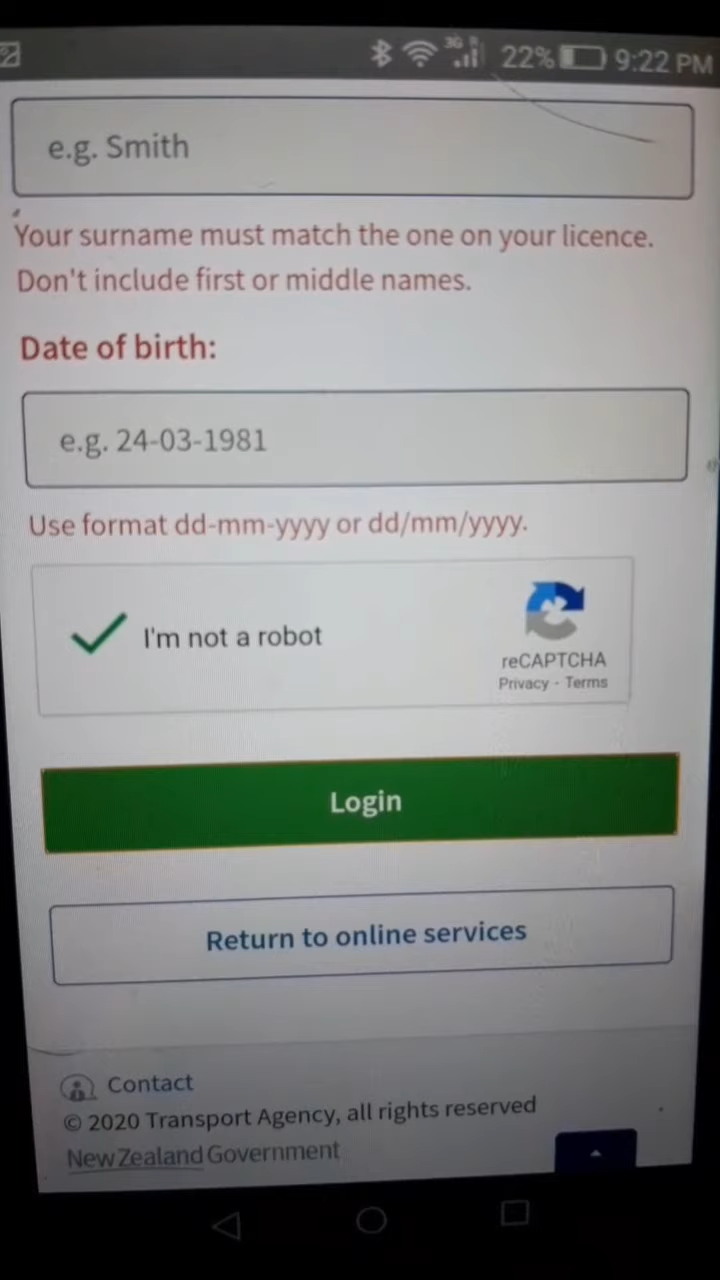 3G R 22% 9:22 PM
e.g. Smith
Your surname must match the one on your licence.
Don't include first or middle names.
Date of birth:
e.g. 24-03-1981
Use format dd-mm-yyyy or dd/mm/yyyy.
I'm not a robot
reCAPTCHA
Privacy - Terms
Login
Return to online services
Contact
© 2020 Transport Agency, all rights reserved
New Zealand Government